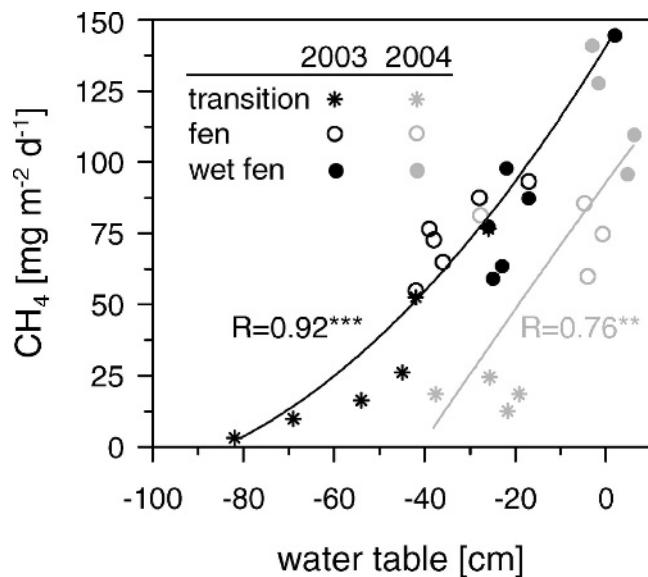 150
125
100
75
50
25
0
CH₄ [mg m⁻² d⁻¹]
2003 2004
transition
fen
wet fen
R=0.92***
R=0.76**
-100 -80 -60 -40 -20 0
water table [cm]